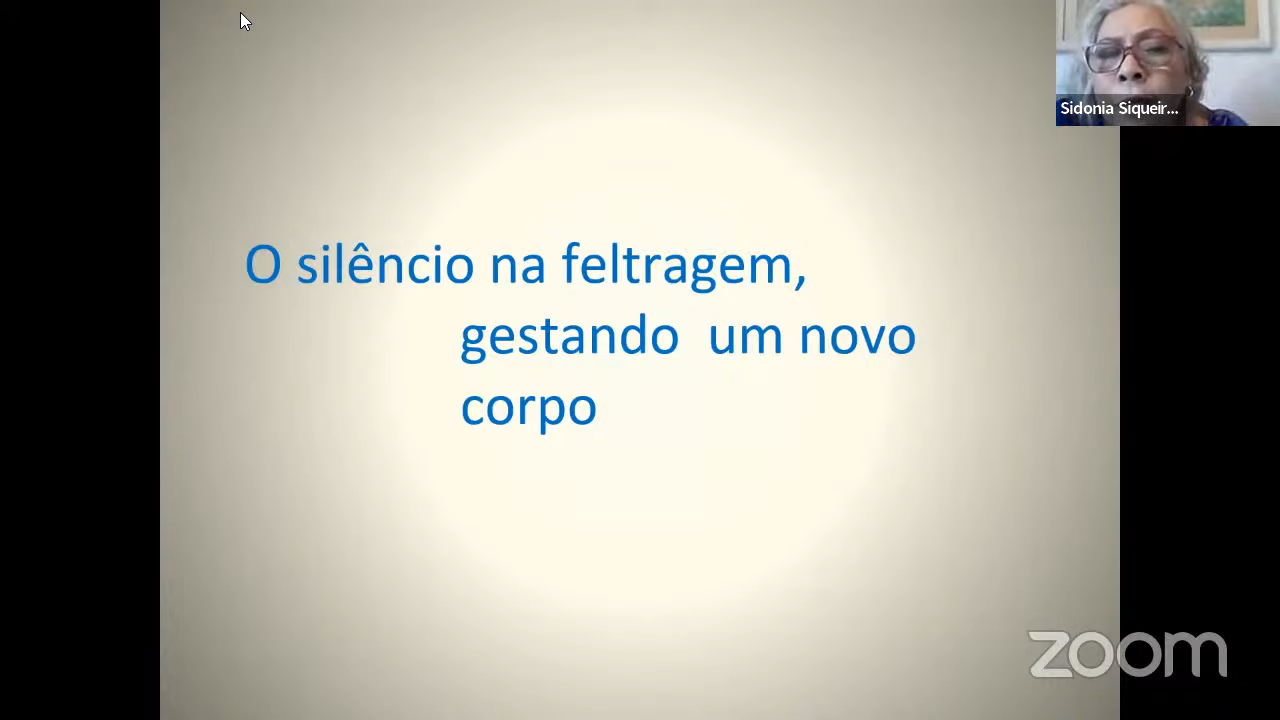 Sidonia Siqueir...
O silêncio na feltragem,
gestando um novo
corpo
zoom